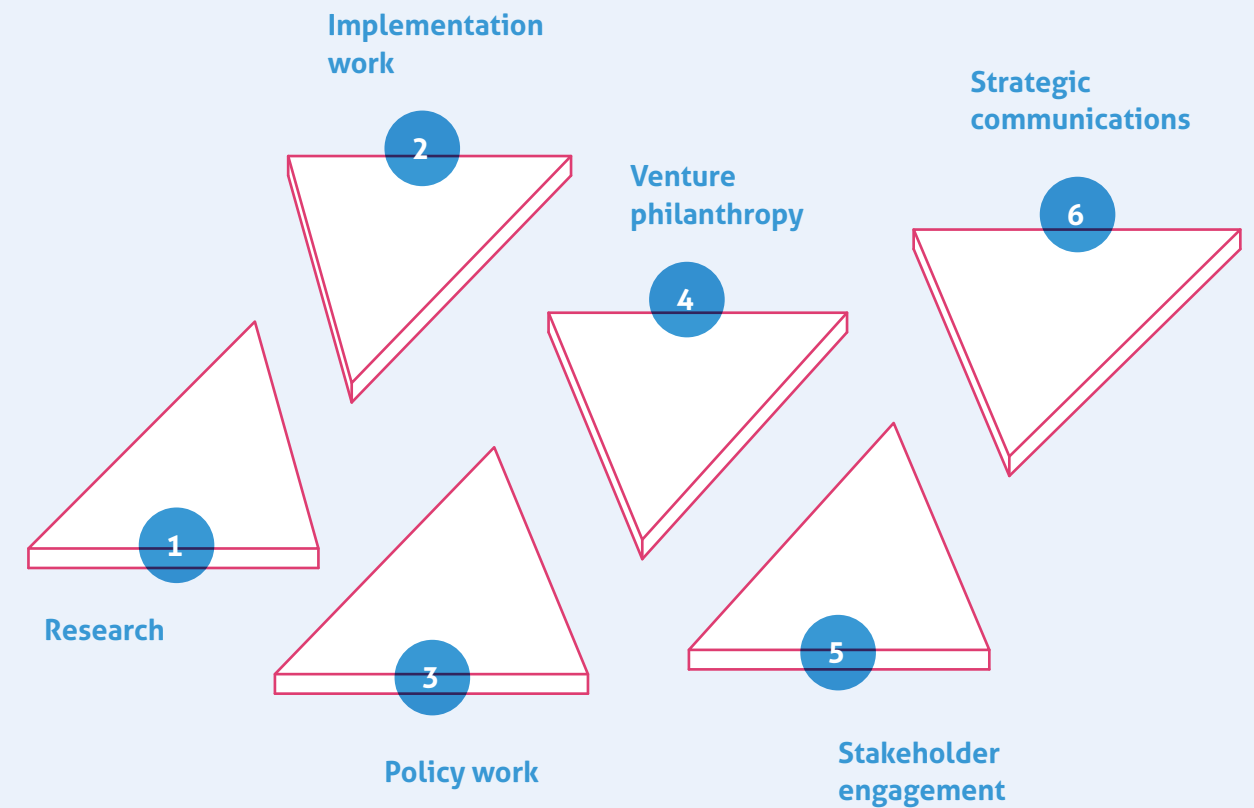 1
Research
Implementation
work
2
3
Policy work
Venture
philanthropy
4
5
Stakeholder
engagement
Strategic
communications
6